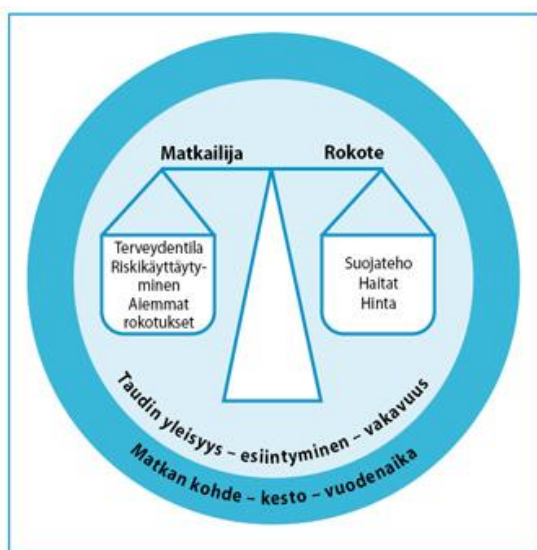 Matkailija
Rokote
Terveydentila
Riskikäyttäyty-
minen
Aiemmat
rokotukset
Suojateho
Haitat
Hinta
Taudin yleisyys – esiintyminen – vakavuus
Matkan kohde – kesto – vuodenaika